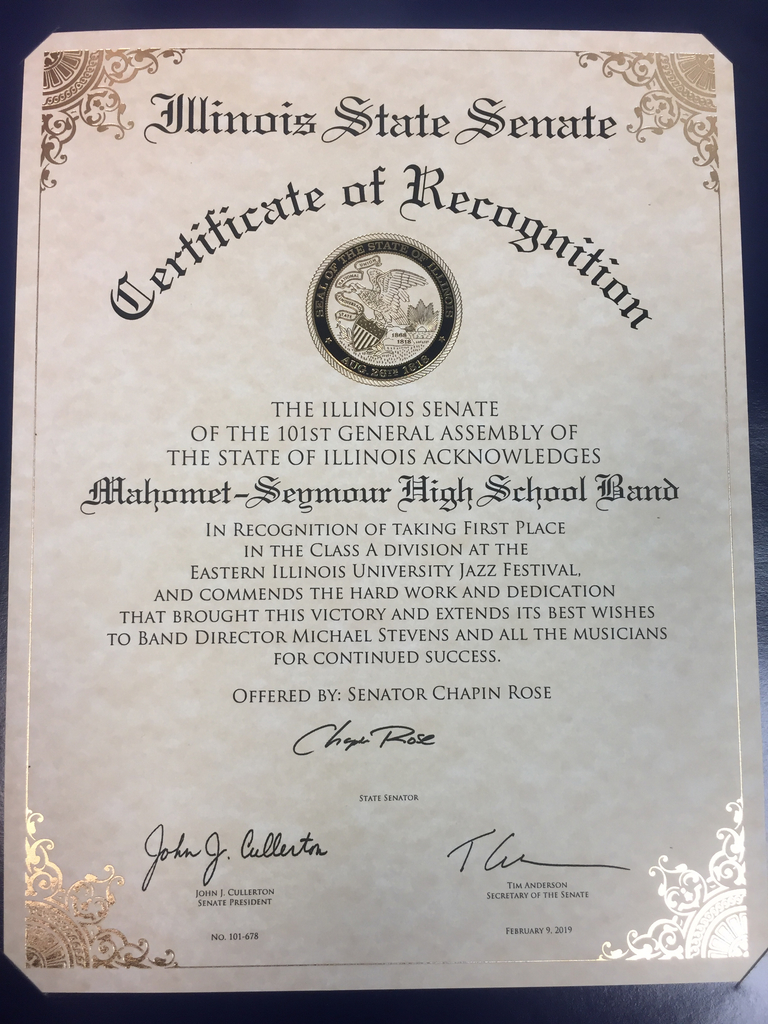 Illinois State Senate
Certificate of Recognition
SEAL OF THE STATE OF ILLINOIS
NATIONAL UNION
STATE
1868
1818
AUG. 26TH 1818
THE ILLINOIS SENATE
OF THE 101ST GENERAL ASSEMBLY OF
THE STATE OF ILLINOIS ACKNOWLEDGES
Mahomet-Seymour High School Band
IN RECOGNITION OF TAKING FIRST PLACE
IN THE CLASS A DIVISION AT THE
EASTERN ILLINOIS UNIVERSITY JAZZ FESTIVAL,
AND COMMENDS THE HARD WORK AND DEDICATION
THAT BROUGHT THIS VICTORY AND EXTENDS ITS BEST WISHES
TO BAND DIRECTOR MICHAEL STEVENS AND ALL THE MUSICIANS
FOR CONTINUED SUCCESS.
OFFERED BY: SENATOR CHAPIN ROSE
Chapin Rose
STATE SENATOR
John J. Cullerton
JOHN J. CULLERTON
SENATE PRESIDENT
NO. 101-678
TIM ANDERSON
SECRETARY OF THE SENATE
FEBRUARY 9, 2019